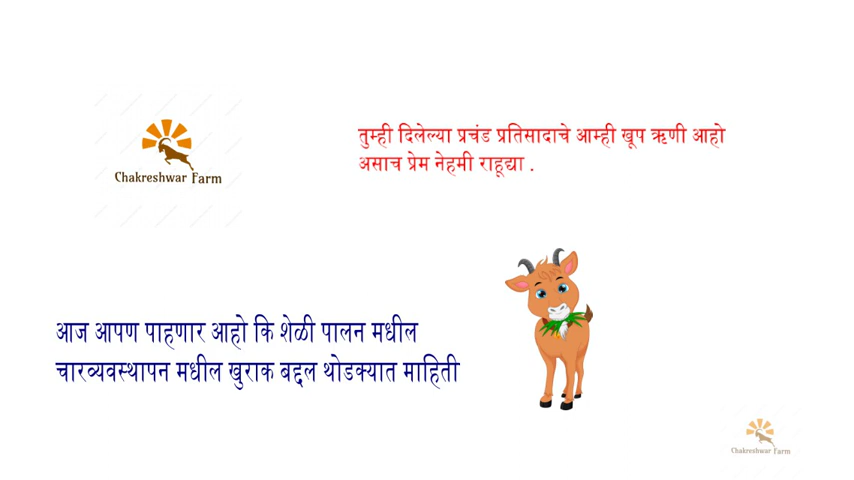 तुम्ही दिलेल्या प्रचंड प्रतिसादाचे आम्ही खूप ऋणी आहो
असाच प्रेम नेहमी राहूद्या .
Chakreshwar Farm
आज आपण पाहणार आहो कि शेळी पालन मधील
चारव्यवस्थापन मधील खुराक बद्दल थोडक्यात माहिती
Chakreshwar Farm